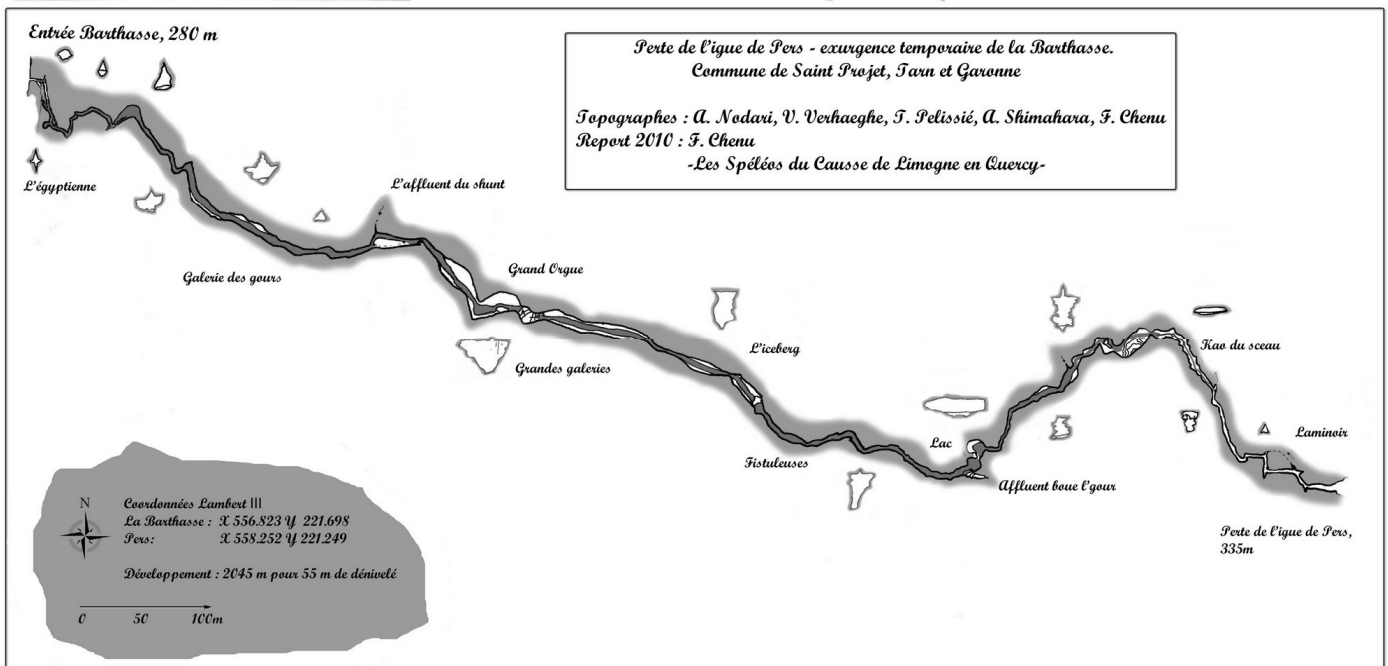 Entrée Barthasse, 280 m
Perte de l'igue de Pers - exurgence temporaire de la Barthasse.
Commune de Saint Projet, Tarn et Garonne
Topographes : A. Nodari, V. Verhaeghe, T. Pelissié, A. Shimahara, F. Chenu
Report 2010 : F. Chenu
-Les Spéléos du Causse de Limogne en Quercy-
L'égyptienne
L'affluent du shunt
Galerie des gours
Grand Orgue
Grandes galeries
L'iceberg
Kao du sceau
Lac
Laminoir
Fistuleuses
Affluent boue l'gour
Perte de l'igue de Pers,
335m
N
Coordonnées Lambert III
La Barthasse : X 556.823 Y 221.698
Pers: X 558.252 Y 221.249
Développement : 2045 m pour 55 m de dénivelé
0 50 100m